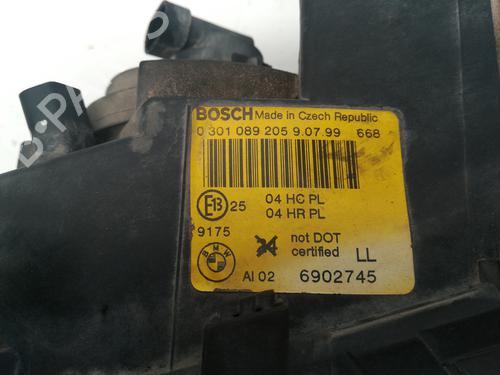 BOSCH Made in Czech Republic
0 301 089 205 9.07.99 668
E13 25 04 HC PL
04 HR PL
9175
not DOT
certified LL
BMW
AI 02 6902745